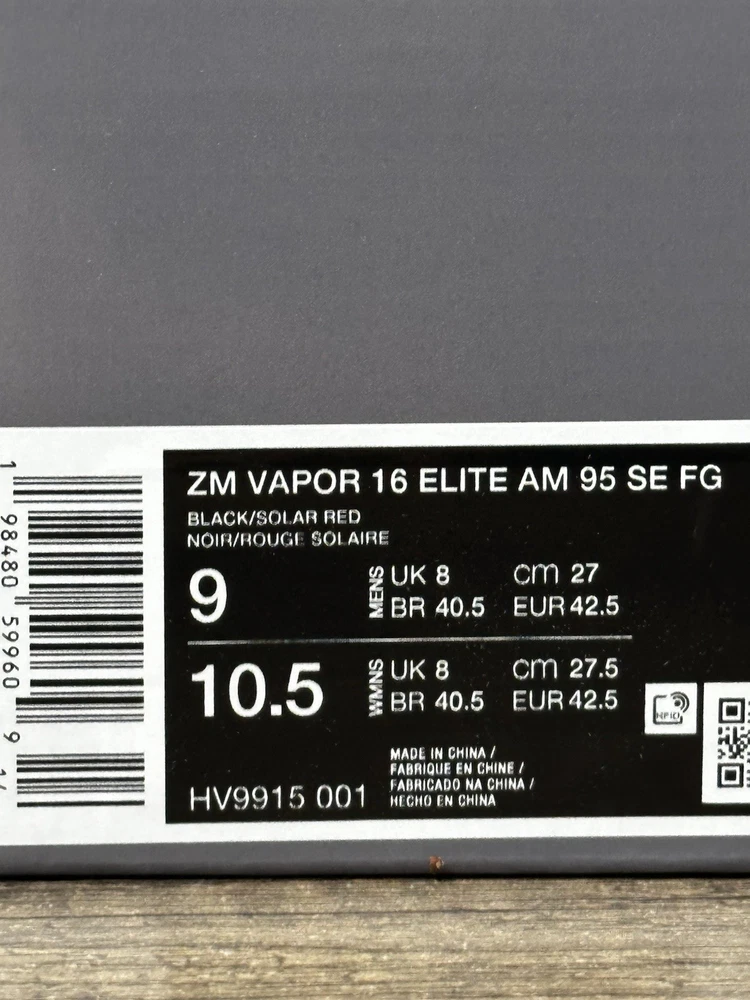 ZM VAPOR 16 ELITE AM 95 SE FG
BLACK/SOLAR RED
NOIR/ROUGE SOLAIRE
9
MENS
UK 8 cm 27
BR 40.5 EUR 42.5
10.5
WMNS
UK 8 cm 27.5
BR 40.5 EUR 42.5
HV9915 001
MADE IN CHINA /
FABRIQUE EN CHINE /
FABRICADO NA CHINA /
HECHO EN CHINA
RFID
1 98480 59960 9